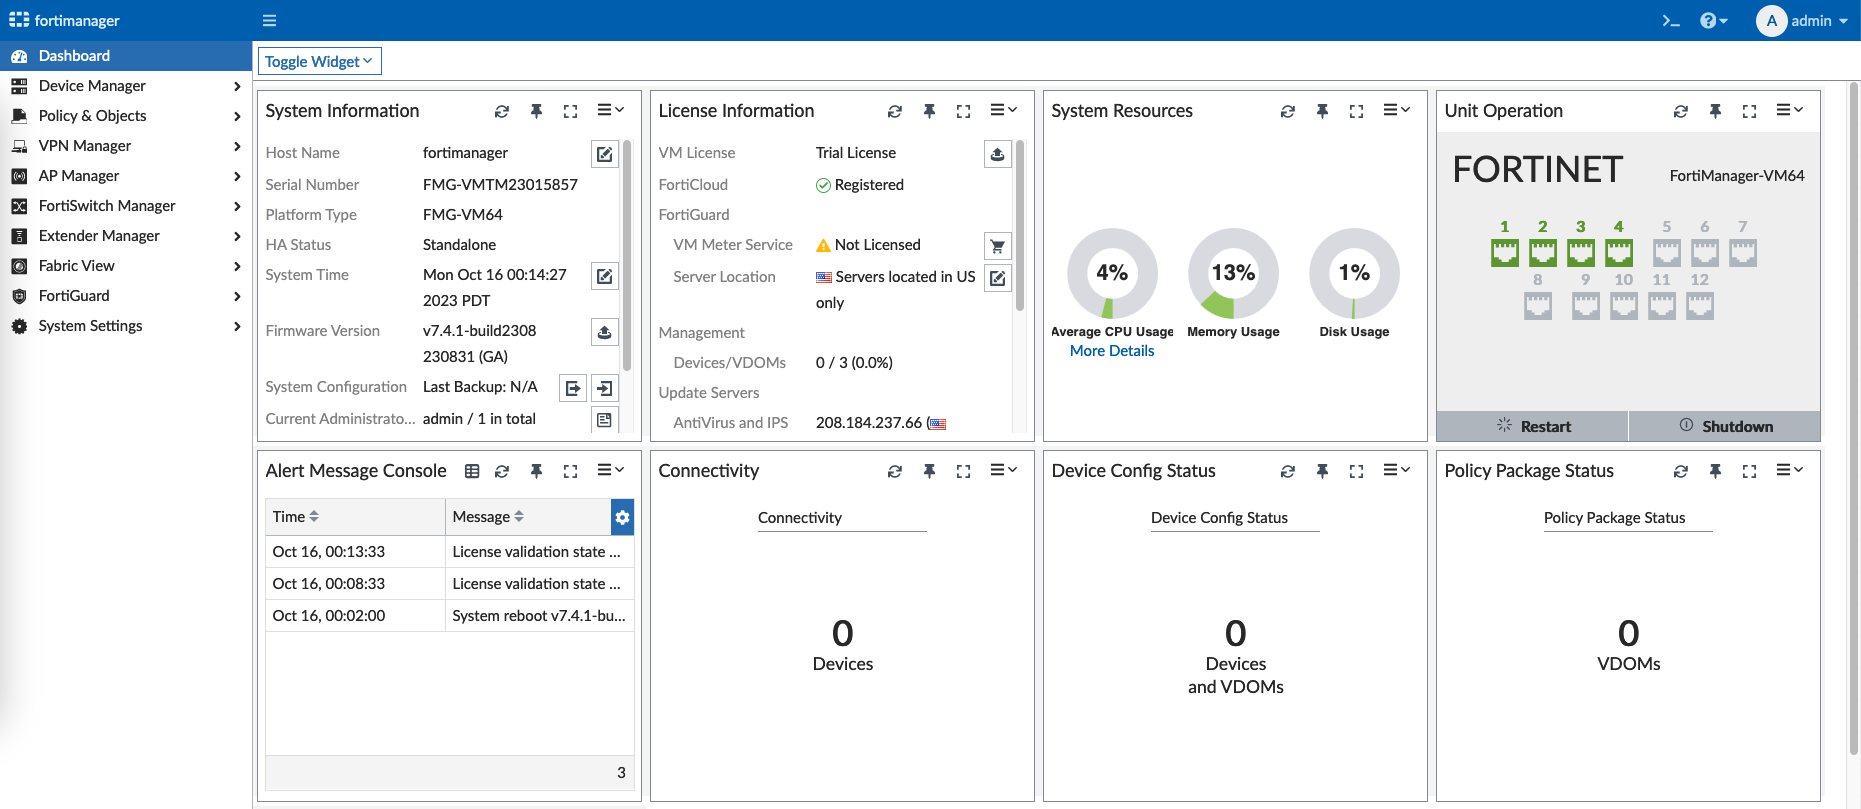 fortimanager
A admin
Dashboard
Device Manager
Policy & Objects
VPN Manager
AP Manager
FortiSwitch Manager
Extender Manager
Fabric View
FortiGuard
System Settings
Toggle Widget
System Information
Host Name fortimanager
Serial Number FMG-VMTM23015857
Platform Type FMG-VM64
HA Status Standalone
System Time Mon Oct 16 00:14:27
2023 PDT
Firmware Version v7.4.1-build2308
230831 (GA)
System Configuration Last Backup: N/A
Current Administrato... admin / 1 in total
License Information
VM License Trial License
FortiCloud Registered
FortiGuard
VM Meter Service Not Licensed
Server Location Servers located in US
only
Management
Devices/VDOMs 0 / 3 (0.0%)
Update Servers
AntiVirus and IPS 208.184.237.66 (
System Resources
4% 13% 1%
Average CPU Usage Memory Usage Disk Usage
More Details
Unit Operation
FORTINET FortiManager-VM64
1 2 3 4 5 6 7
8 9 10 11 12
Restart Shutdown
Alert Message Console
Time Message
Oct 16, 00:13:33 License validation state ...
Oct 16, 00:08:33 License validation state ...
Oct 16, 00:02:00 System reboot v7.4.1-bu...
3
Connectivity
Connectivity
0
Devices
Device Config Status
Device Config Status
0
Devices
and VDOMs
Policy Package Status
Policy Package Status
0
VDOMs